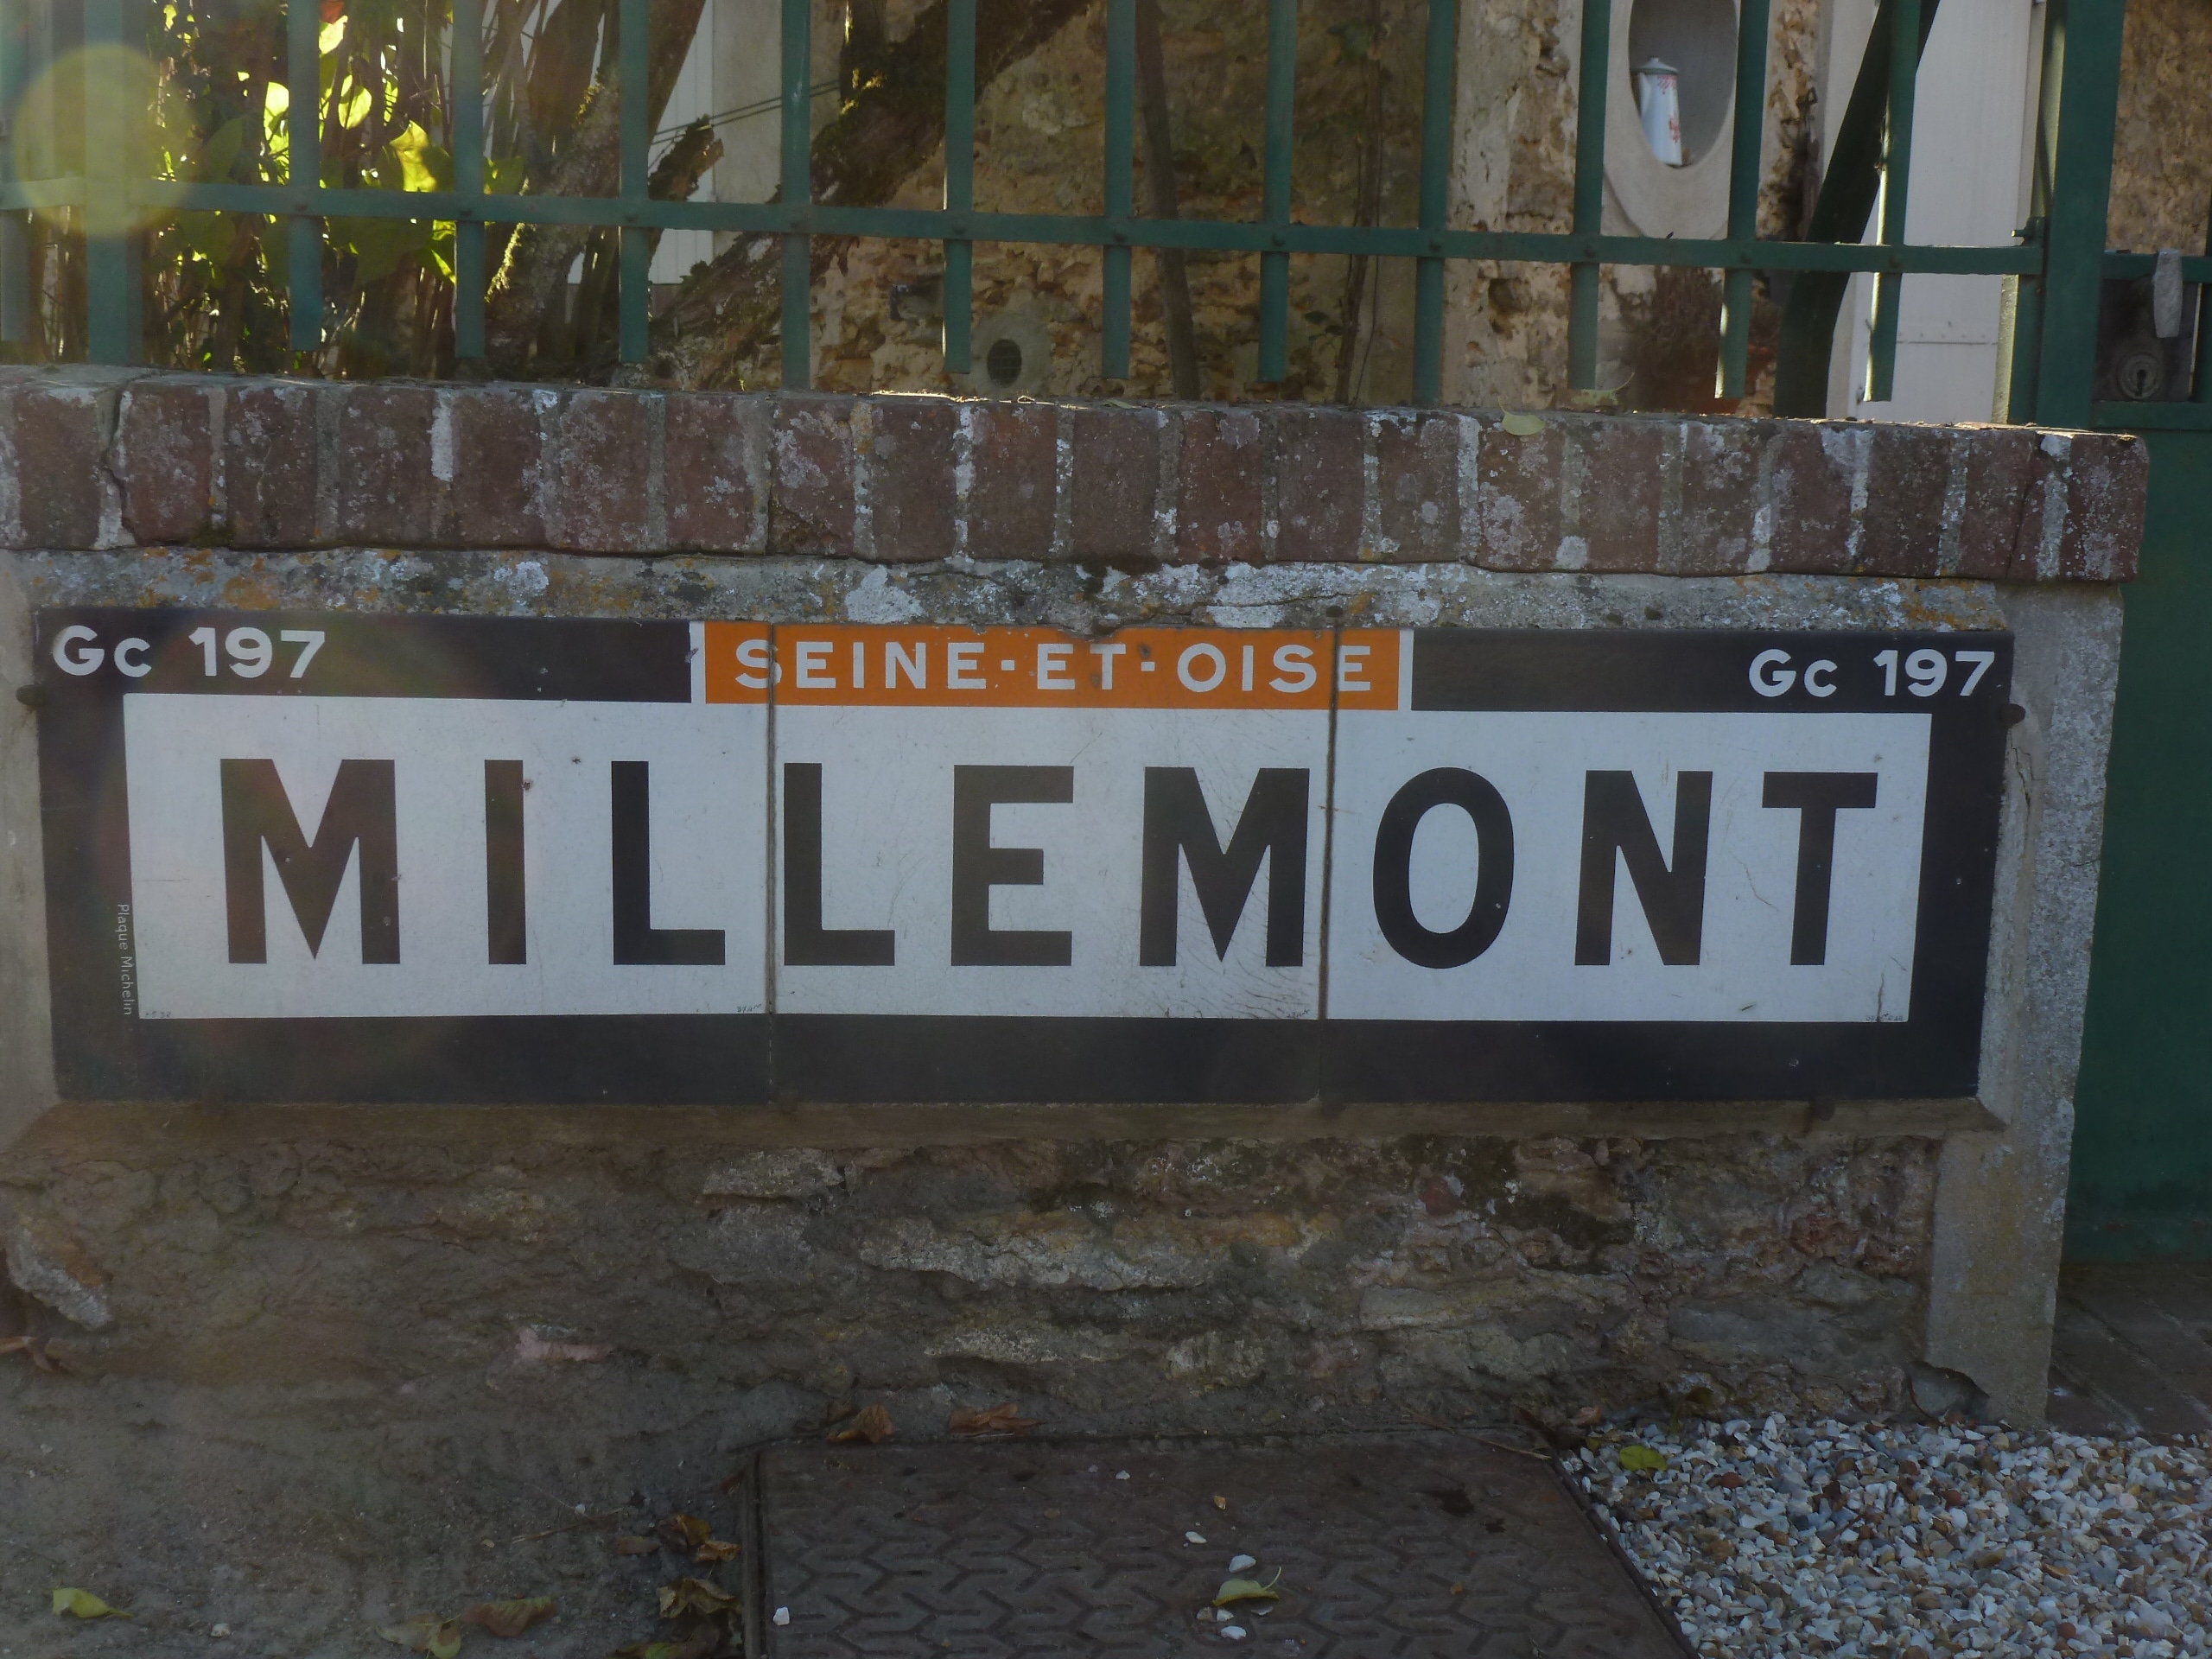 Gc 197 SEINE-ET-OISE Gc 197
MILLEMONT
Plaque Michelin